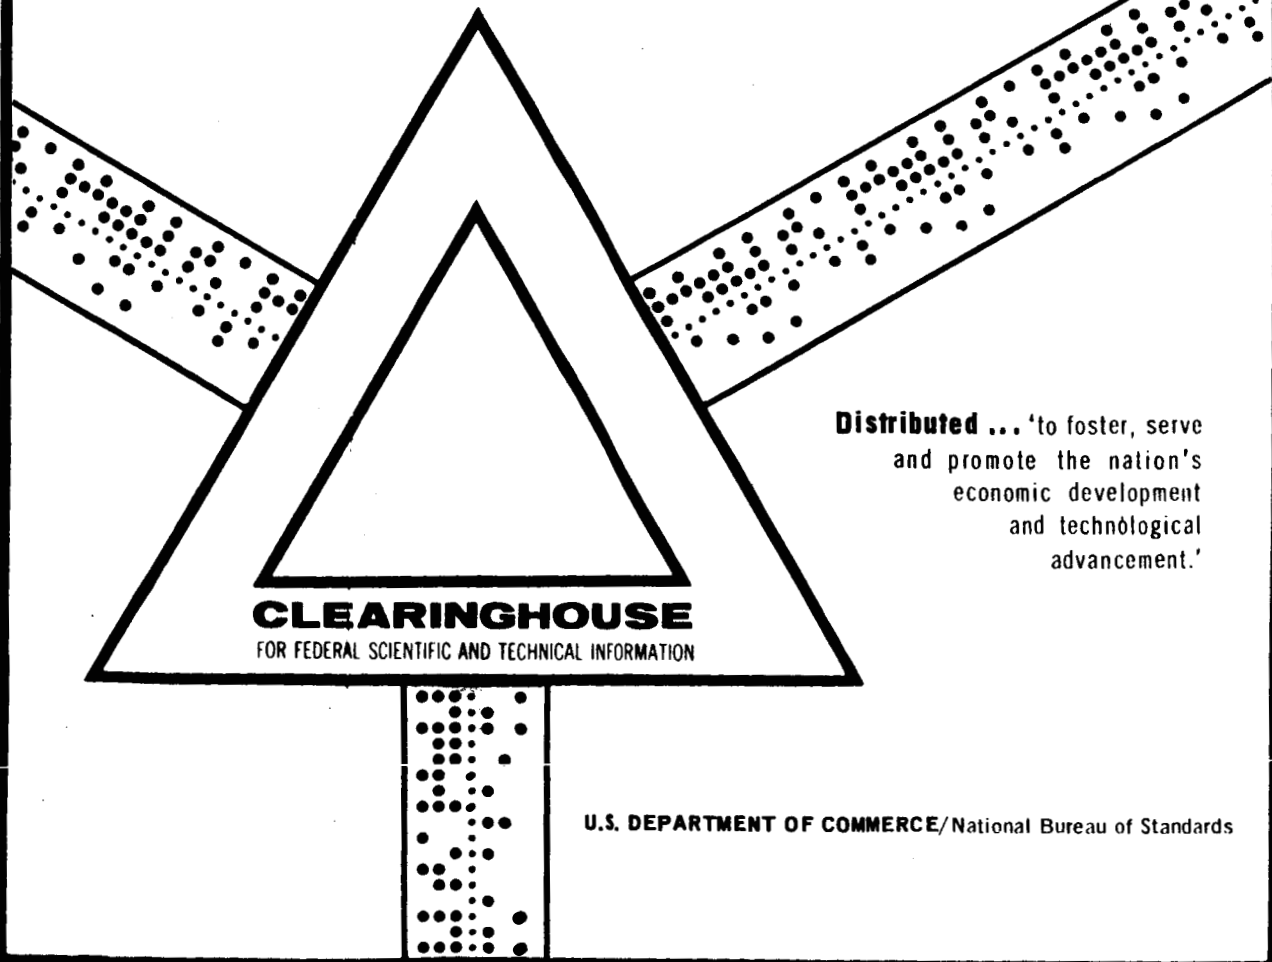 Distributed ... 'to foster, serve
and promote the nation's
economic development
and technological
advancement.'
CLEARINGHOUSE
FOR FEDERAL SCIENTIFIC AND TECHNICAL INFORMATION
U.S. DEPARTMENT OF COMMERCE/National Bureau of Standards